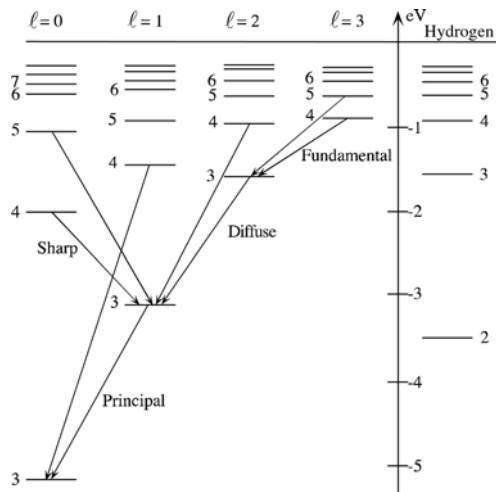 ℓ=0 ℓ=1 ℓ=2 ℓ=3 eV
Hydrogen
7 6 6 6 6
6 5 5 5
5 5 4 4 4
-1
4
3 Fundamental 3
4 -2
Sharp Diffuse
3 -3
2
-4
Principal
3 -5